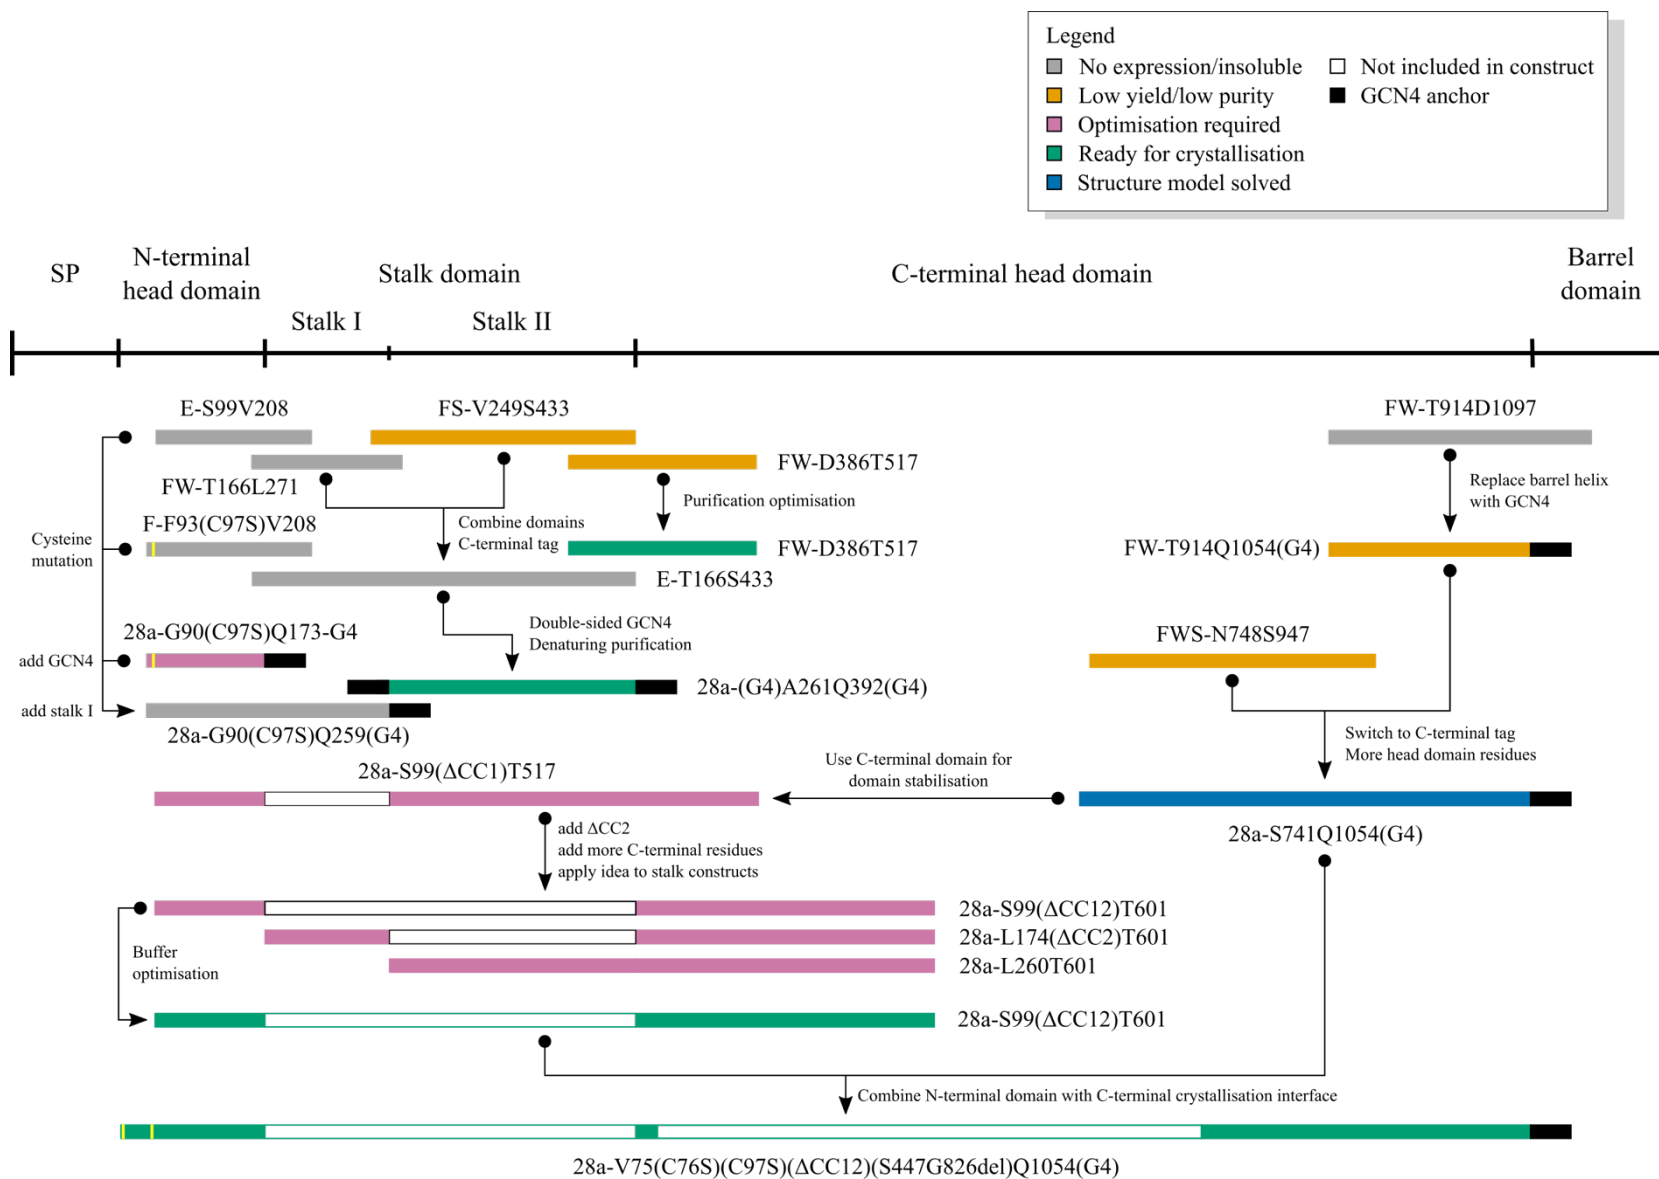 Legend
No expression/insoluble
Not included in construct
Low yield/low purity
GCN4 anchor
Optimisation required
Ready for crystallisation
Structure model solved
SP
N-terminal
head domain
Stalk domain
C-terminal head domain
Barrel
domain
Stalk I
Stalk II
E-S99V208
FS-V249S433
FW-T914D1097
FW-D386T517
FW-T166L271
Purification optimisation
Replace barrel helix
with GCN4
F-F93(C97S)V208
Combine domains
C-terminal tag
Cysteine
mutation
FW-D386T517
FW-T914Q1054(G4)
E-T166S433
Double-sided GCN4
Denaturing purification
28a-G90(C97S)Q173-G4
FWS-N748S947
add GCN4
28a-(G4)A261Q392(G4)
add stalk I
28a-G90(C97S)Q259(G4)
Switch to C-terminal tag
More head domain residues
Use C-terminal domain for
domain stabilisation
28a-S99(ΔCC1)T517
28a-S741Q1054(G4)
add ΔCC2
add more C-terminal residues
apply idea to stalk constructs
28a-S99(ΔCC12)T601
28a-L174(ΔCC2)T601
Buffer
optimisation
28a-L260T601
28a-S99(ΔCC12)T601
Combine N-terminal domain with C-terminal crystallisation interface
28a-V75(C76S)(C97S)(ΔCC12)(S447G826del)Q1054(G4)